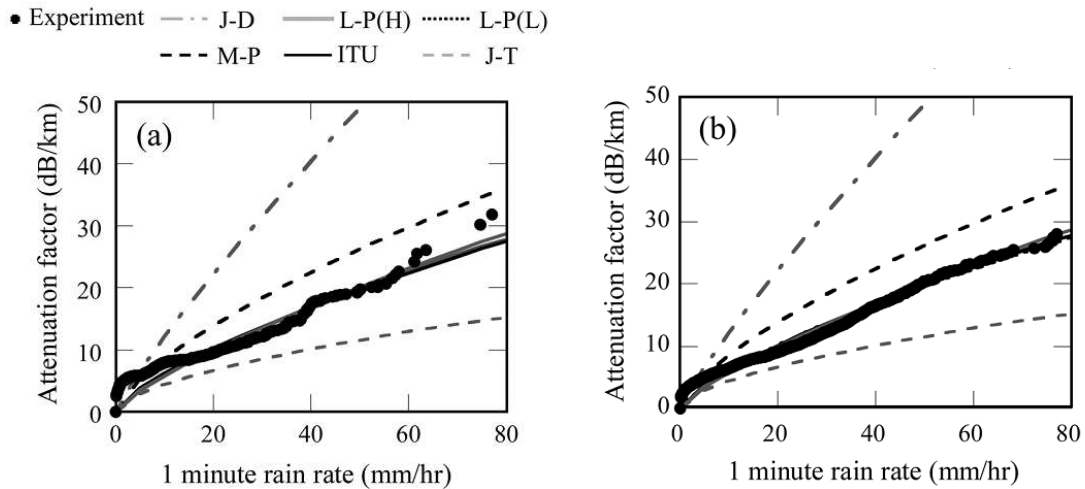 Experiment J-D L-P(H) L-P(L)
M-P ITU J-T
(a)
50
40
30
20
10
0
0 20 40 60 80
Attenuation factor (dB/km)
1 minute rain rate (mm/hr)
(b)
50
40
30
20
10
0
0 20 40 60 80
Attenuation factor (dB/km)
1 minute rain rate (mm/hr)